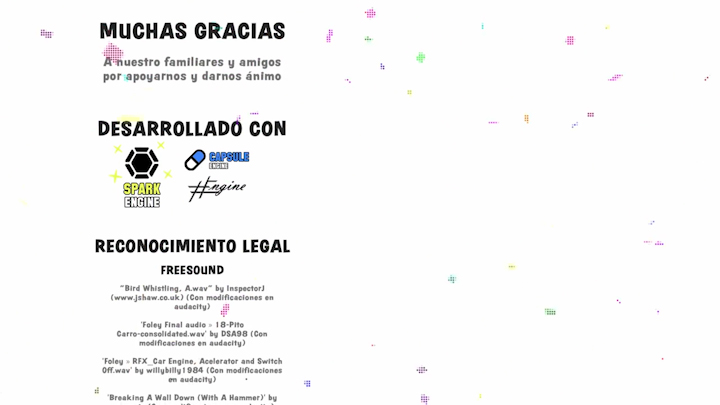 MUCHAS GRACIAS
A nuestro familiares y amigos
por apoyarnos y darnos ánimo
DESARROLLADO CON
SPARK
ENGINE
CAPSULE
ENGINE
#Engine
RECONOCIMIENTO LEGAL
FREESOUND
"Bird Whistling, A.wav" by InspectorJ
(www.jshaw.co.uk) (Con modificaciones en
audacity)
'Foley Final audio = 18-Pito
Carro-consolidated.wav' by DSA98 (Con
modificaciones en audacity)
'Foley = RFX_Car Engine, Acelerator and Switch
Off.wav' by willybilly1984 (Con modificaciones
en audacity)
'Breaking A Wall Down (With A Hammer)' by